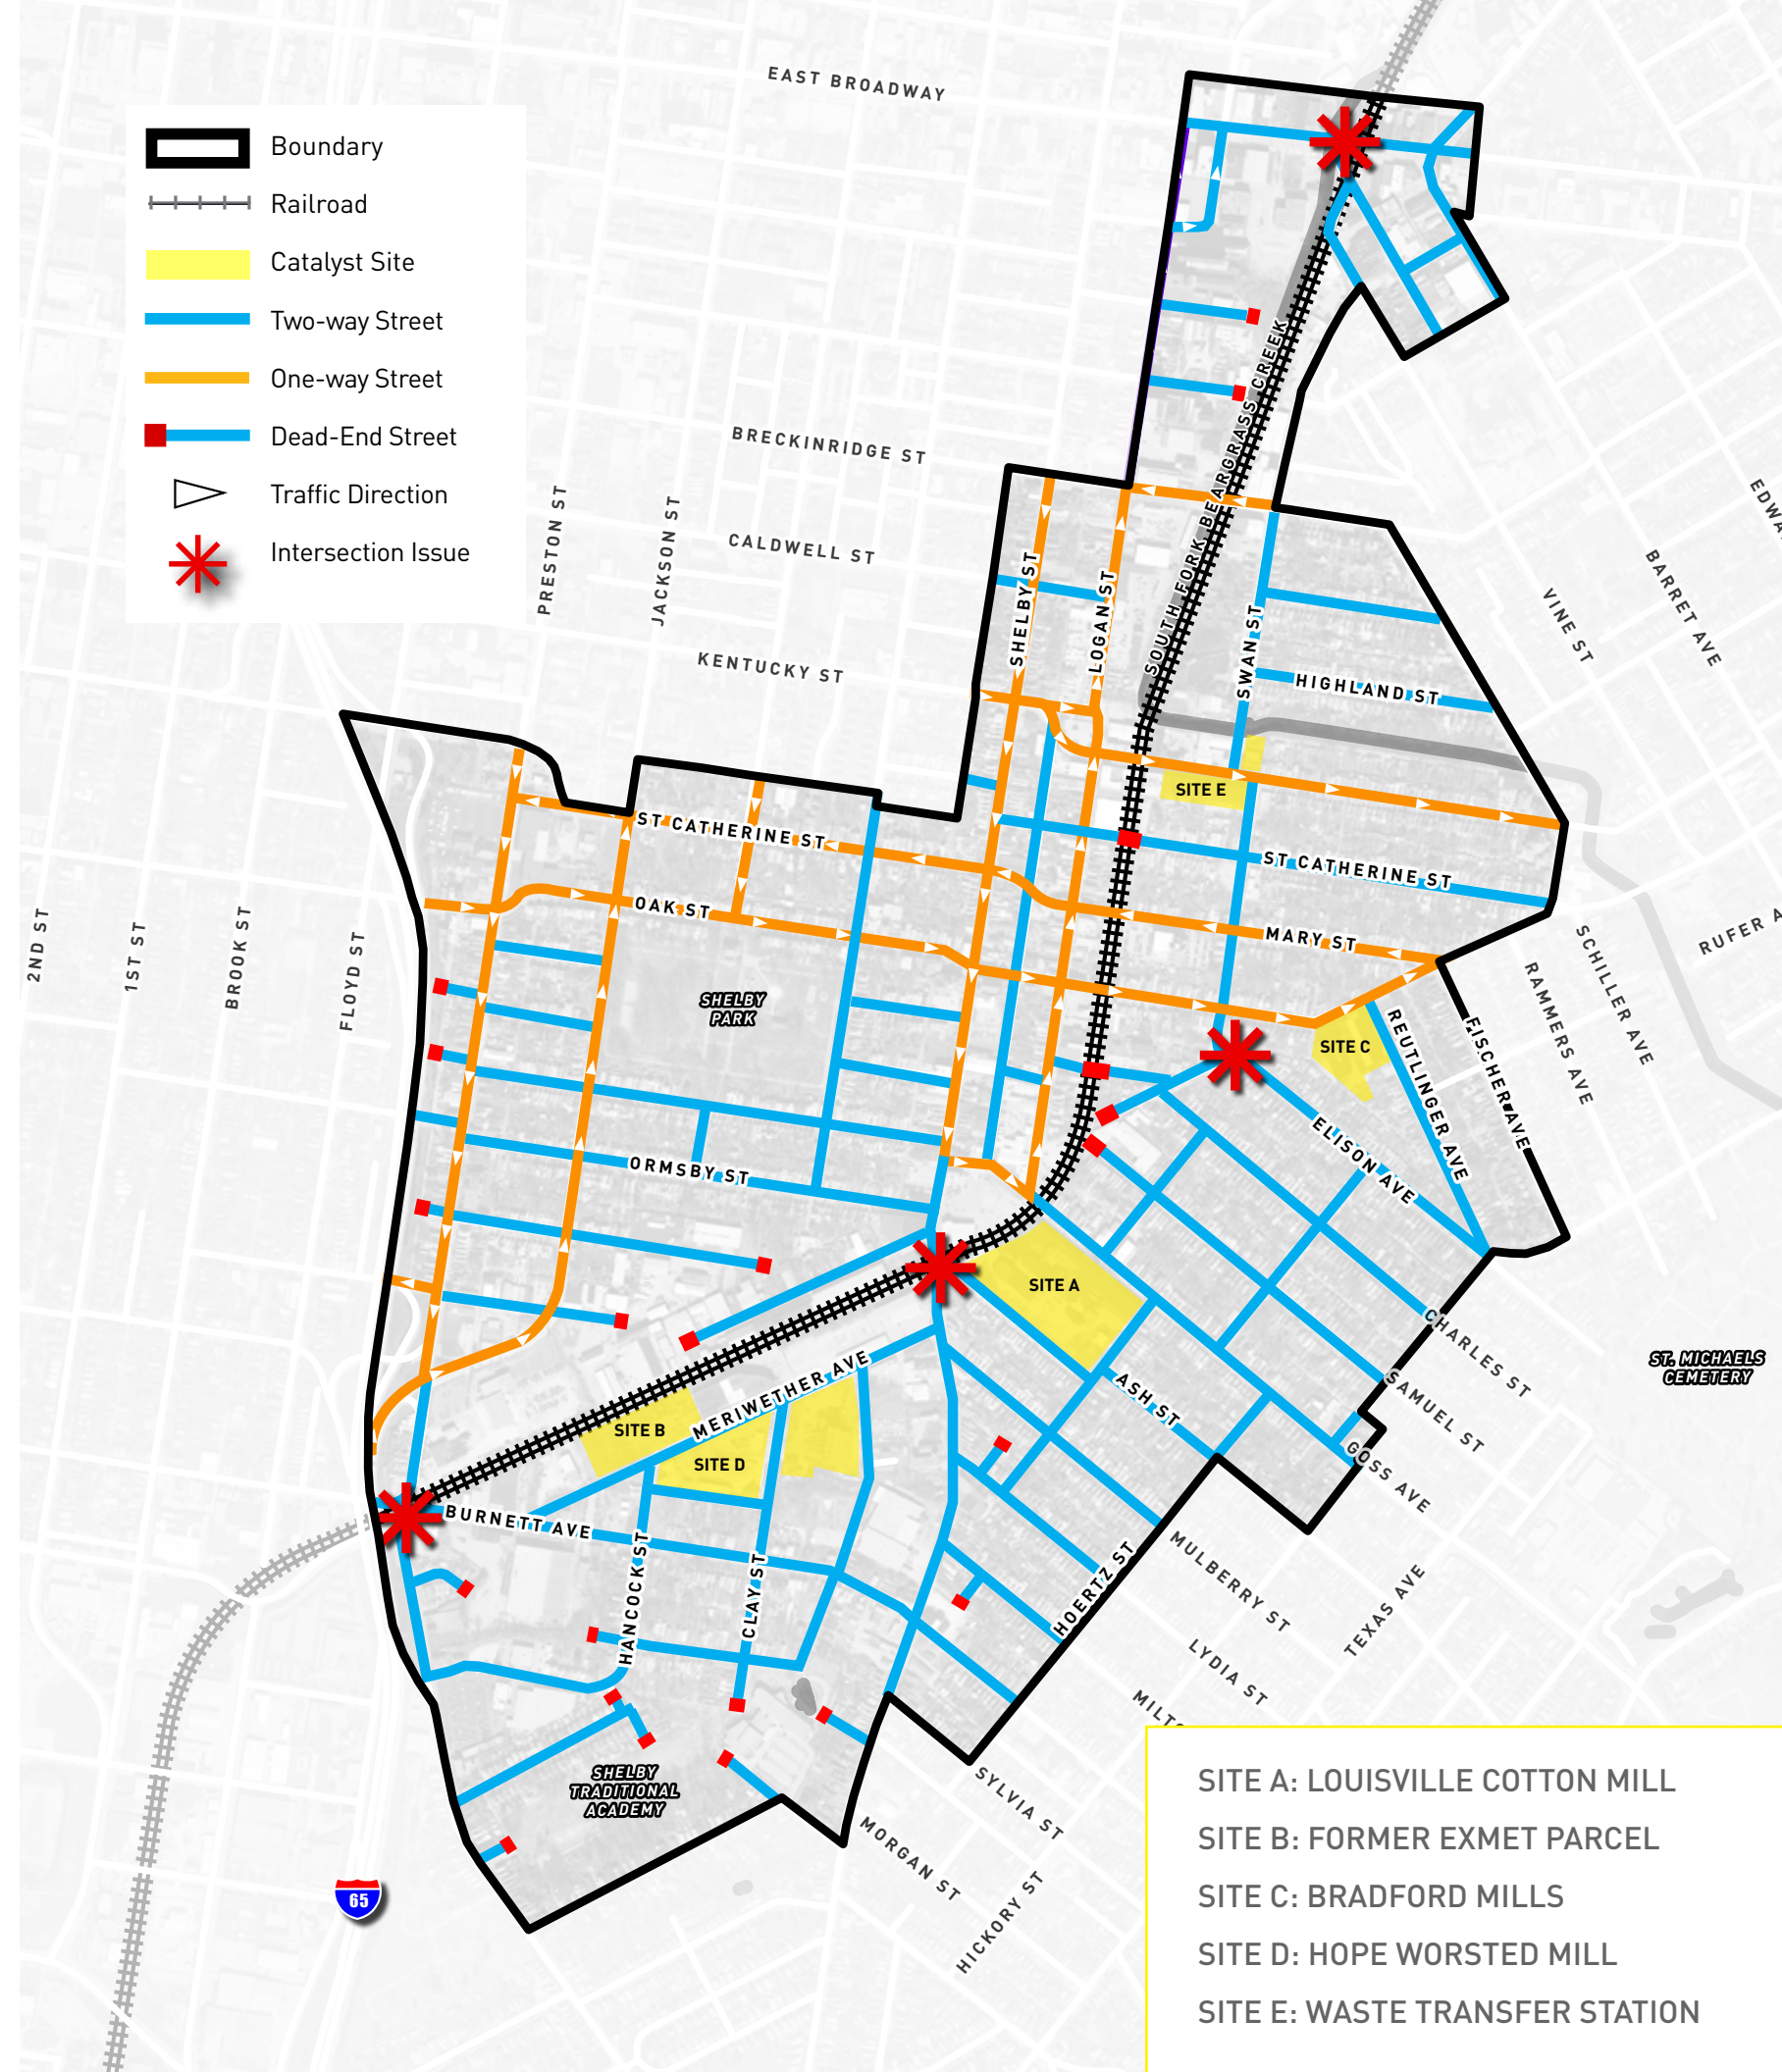 EAST BROADWAY
Boundary
Railroad
Catalyst Site
Two-way Street
One-way Street
Dead-End Street
Traffic Direction
Intersection Issue
BRECKINRIDGE ST
CALDWELL ST
KENTUCKY ST
PRESTON ST
JACKSON ST
SHELBY ST
LOGAN ST
SOUTH FORK BEARGRASS CREEK
SWAN ST
HIGHLAND ST
VINE ST
BARRET AVE
SITE E
ST CATHERINE ST
ST CATHERINE ST
OAK ST
MARY ST
2ND ST
1ST ST
BROOK ST
FLOYD ST
SHELBY
PARK
SITE C
REUTLINGER AVE
FISCHER AVE
RAMMERS AVE
SCHILLER AVE
ELISON AVE
ORMSBY ST
SITE A
CHARLES ST
SAMUEL ST
GOSS AVE
ASH ST
ST. MICHAELS
CEMETERY
MERIWETHER AVE
SITE B
SITE D
BURNETT AVE
HANCOCK ST
CLAY ST
HOERTZ ST
MULBERRY ST
TEXAS AVE
LYDIA ST
SYLVIA ST
MORGAN ST
HICKORY ST
SHELBY
TRADITIONAL
ACADEMY
65
SITE A: LOUISVILLE COTTON MILL
SITE B: FORMER EXMET PARCEL
SITE C: BRADFORD MILLS
SITE D: HOPE WORSTED MILL
SITE E: WASTE TRANSFER STATION